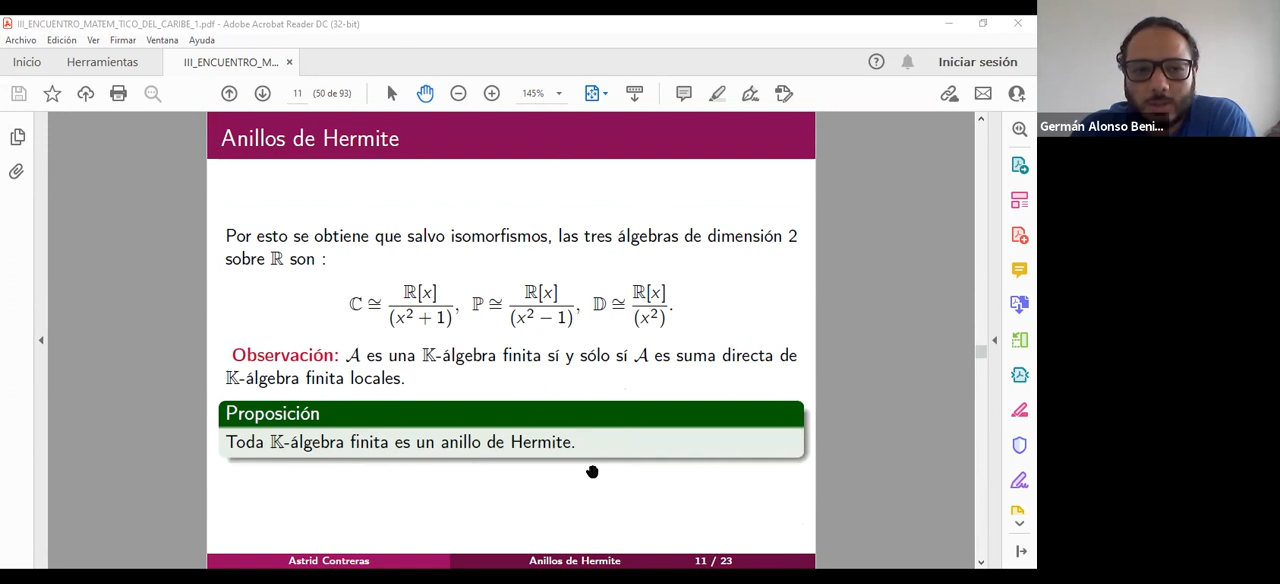 III_ENCUENTRO_MATEM_TICO_DEL_CARIBE_1.pdf - Adobe Acrobat Reader DC (32-bit)
Archivo Edición Ver Firmar Ventana Ayuda
Inicio Herramientas III_ENCUENTRO_M... × Iniciar sesión
11 (50 de 93) 145%
Germán Alonso Beni...
Anillos de Hermite
Por esto se obtiene que salvo isomorfismos, las tres álgebras de dimensión 2
sobre ℝ son :
ℂ ≅ ℝ[x]/(x² + 1), ℙ ≅ ℝ[x]/(x² − 1), 𝔻 ≅ ℝ[x]/(x²).
Observación: 𝒜 es una 𝕂-álgebra finita sí y sólo sí 𝒜 es suma directa de
𝕂-álgebra finita locales.
Proposición
Toda 𝕂-álgebra finita es un anillo de Hermite.
Astrid Contreras Anillos de Hermite 11 / 23